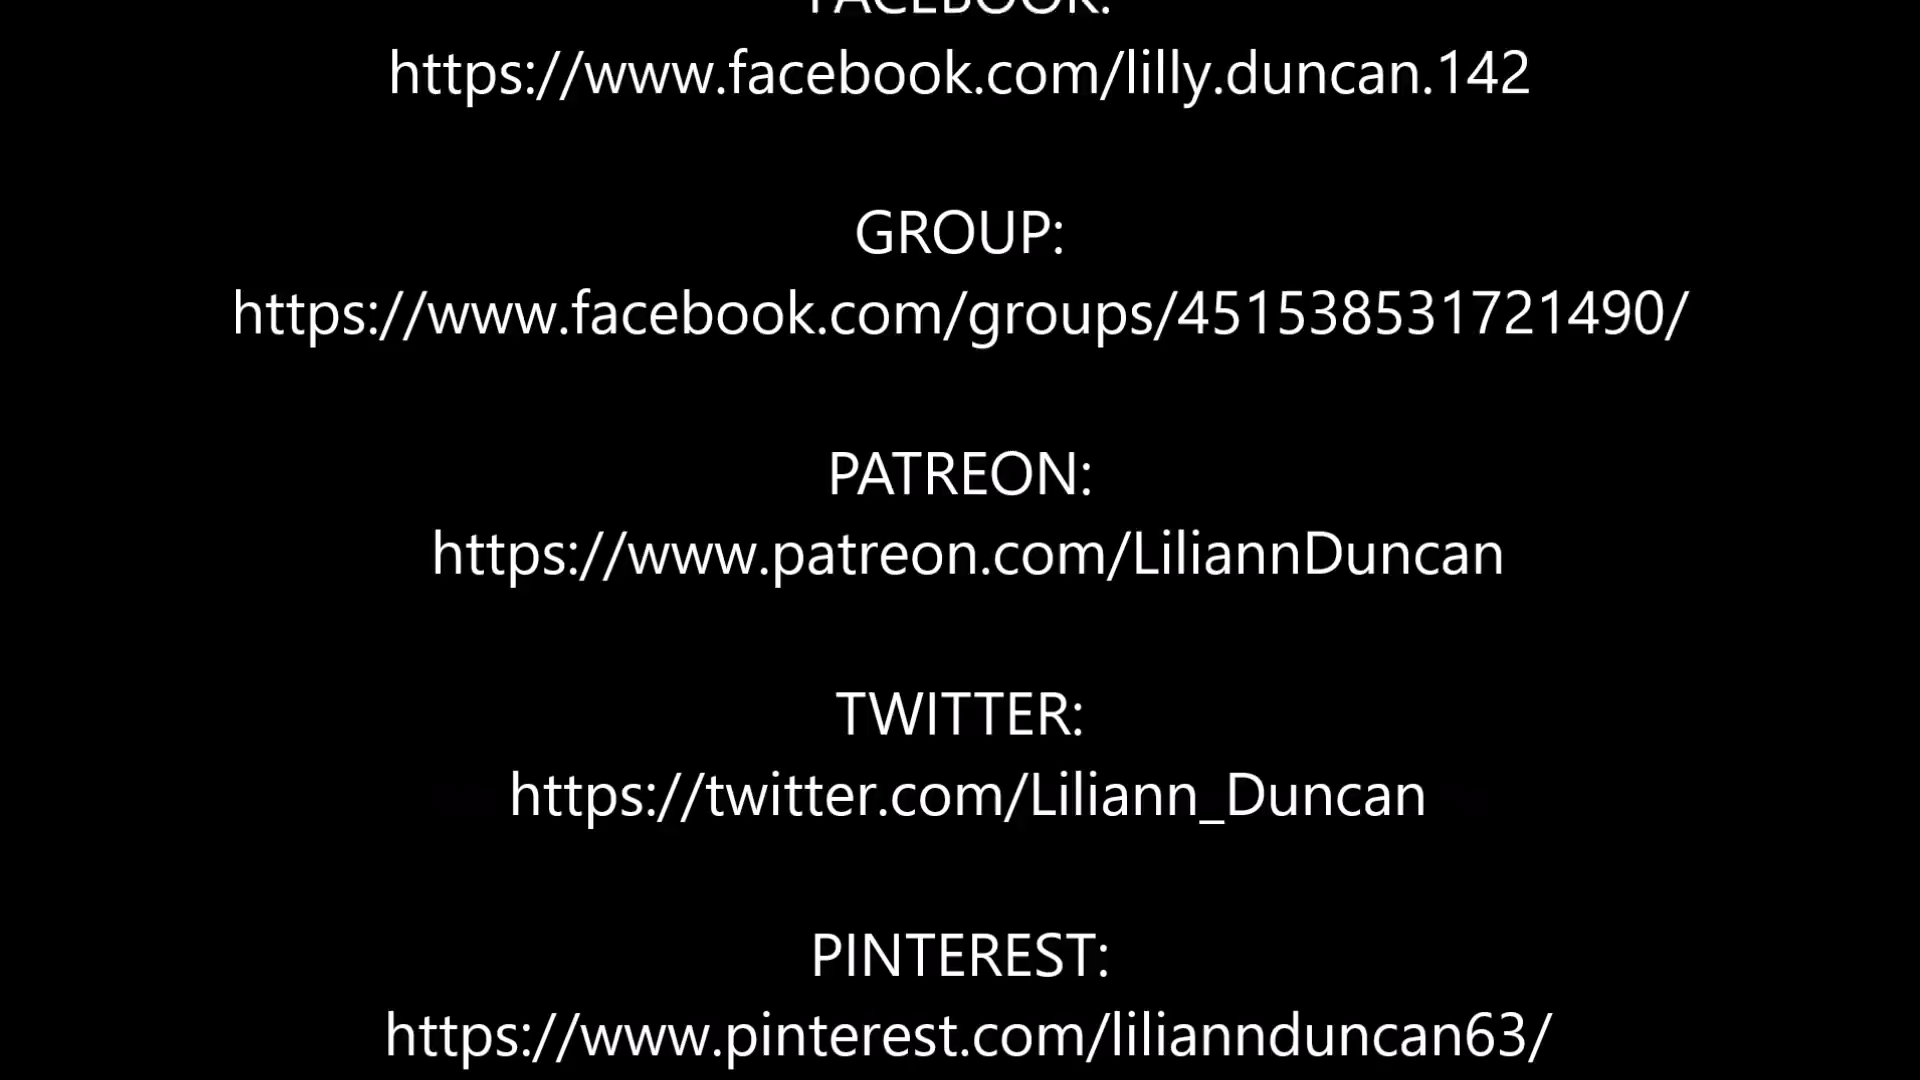 FACEBOOK:
https://www.facebook.com/lilly.duncan.142
GROUP:
https://www.facebook.com/groups/451538531721490/
PATREON:
https://www.patreon.com/LiliannDuncan
TWITTER:
https://twitter.com/Liliann_Duncan
PINTEREST:
https://www.pinterest.com/liliannduncan63/